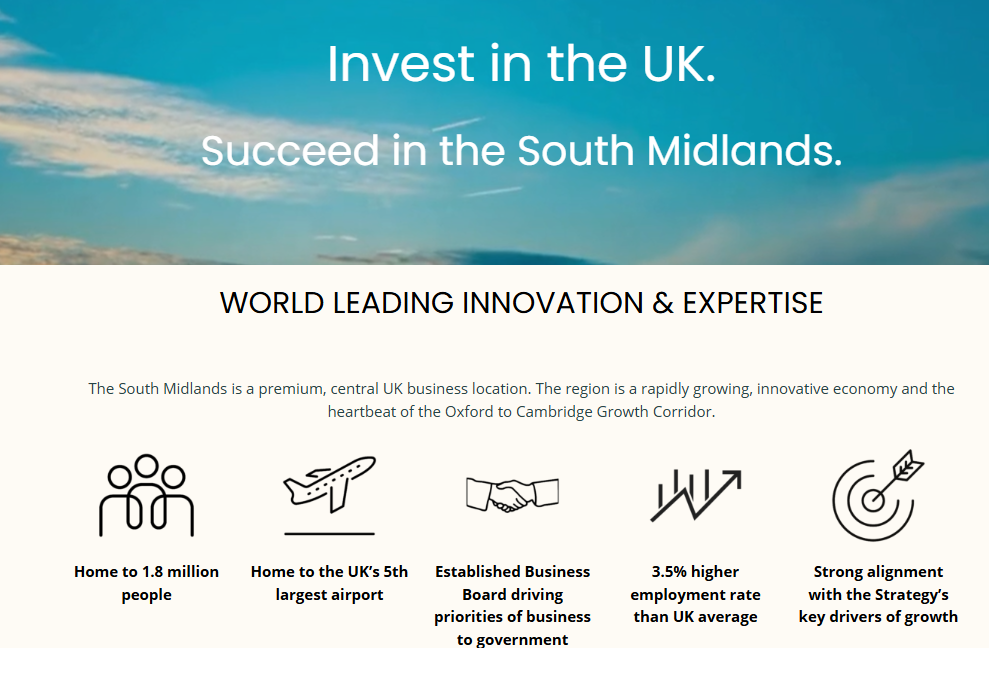 Invest in the UK.
Succeed in the South Midlands.
WORLD LEADING INNOVATION & EXPERTISE
The South Midlands is a premium, central UK business location. The region is a rapidly growing, innovative economy and the
heartbeat of the Oxford to Cambridge Growth Corridor.
Home to 1.8 million
people
Home to the UK’s 5th
largest airport
Established Business
Board driving
priorities of business
to government
3.5% higher
employment rate
than UK average
Strong alignment
with the Strategy’s
key drivers of growth